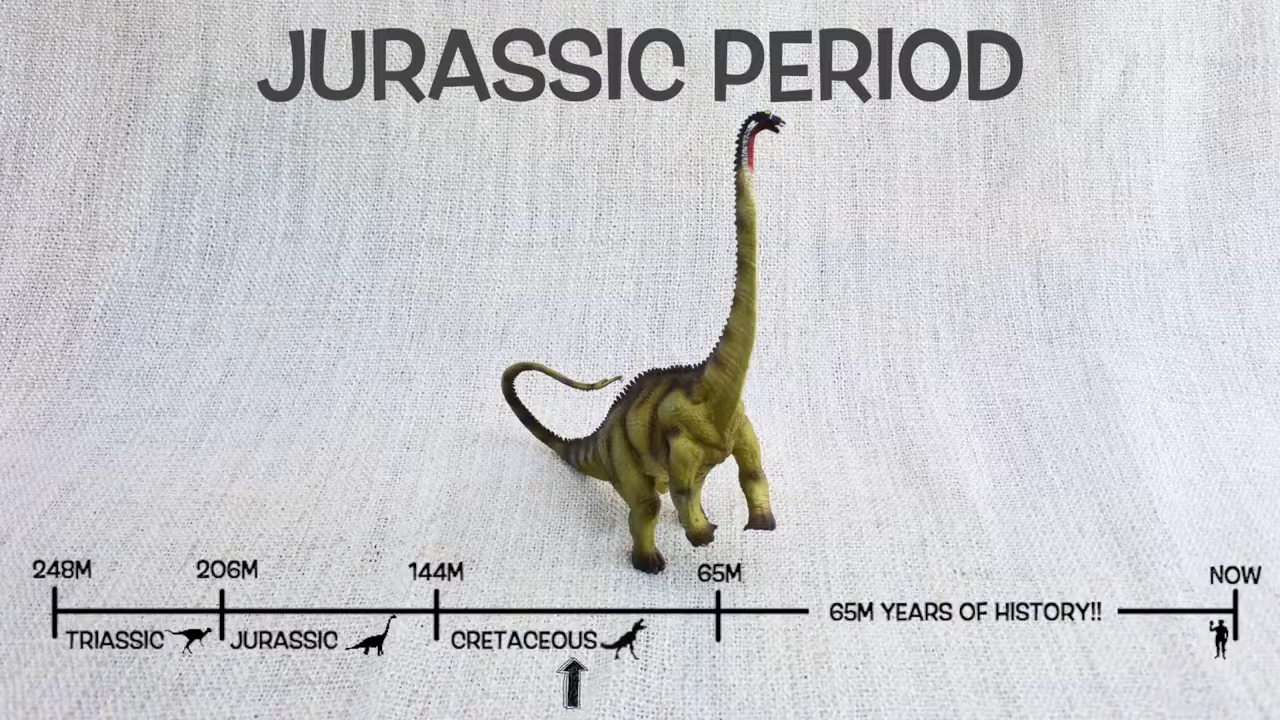 JURASSIC PERIOD
248M 206M 144M 65M NOW
65M YEARS OF HISTORY!!
TRIASSIC JURASSIC CRETACEOUS